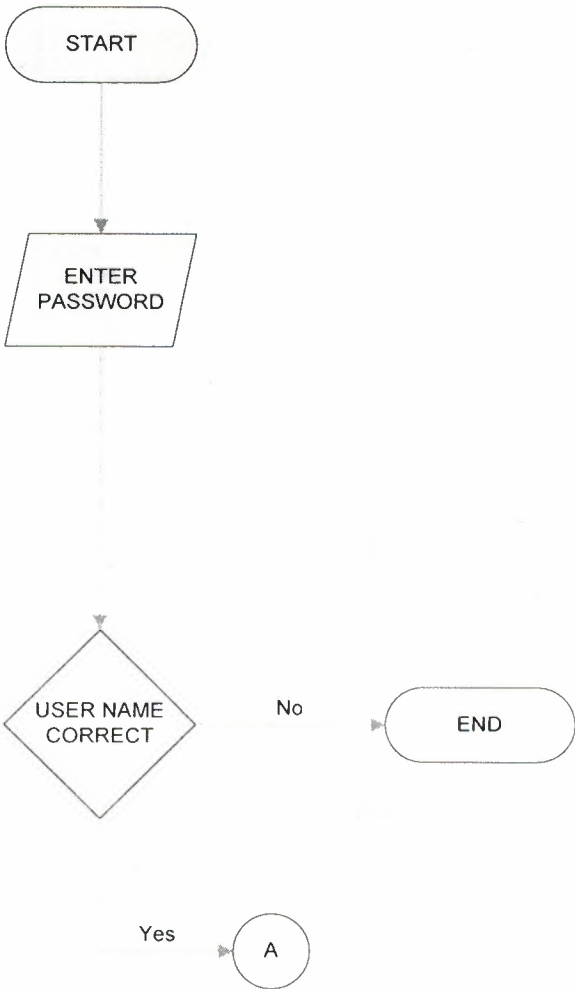 START
ENTER
PASSWORD
USER NAME
CORRECT
No
END
Yes
A